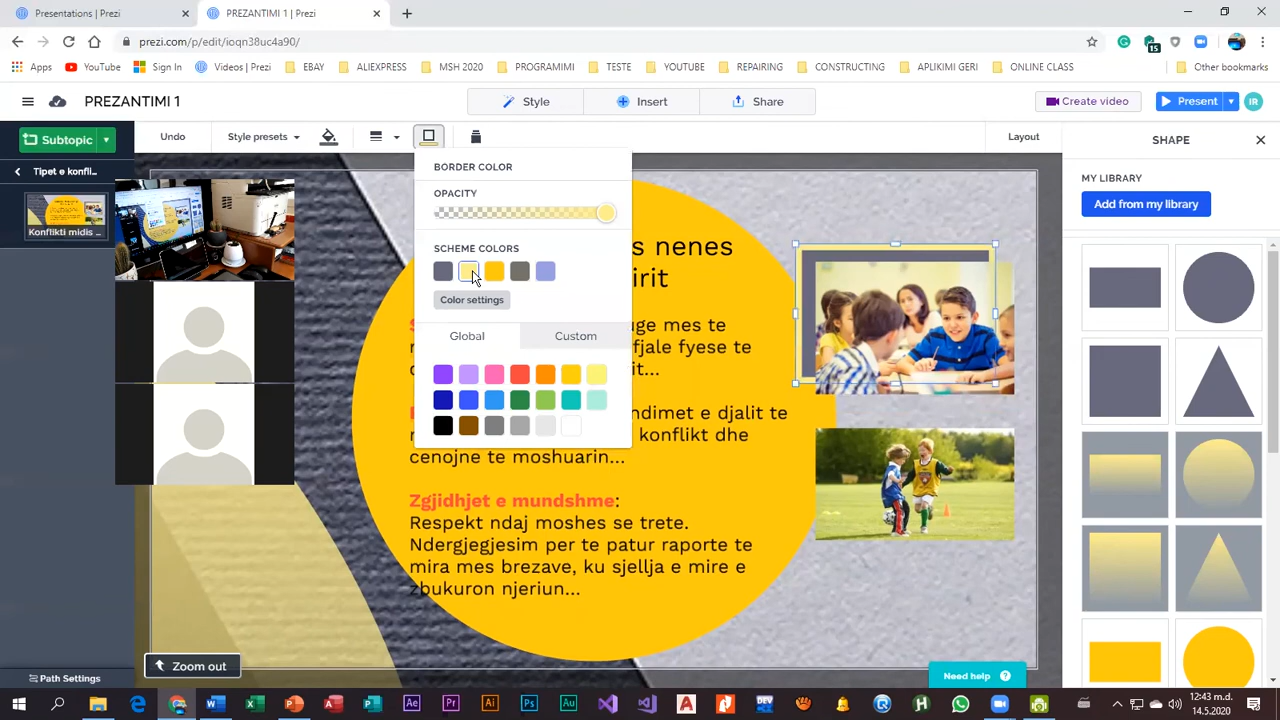 Presentations | Prezi
PREZANTIMI 1 | Prezi
prezi.com/p/edit/ioqn38uc4a90/
15
Apps
YouTube
Sign In
Videos | Prezi
EBAY
ALIEXPRESS
MSH 2020
PROGRAMIMI
TESTE
YOUTUBE
REPAIRING
CONSTRUCTING
APLIKIMI GERI
ONLINE CLASS
Other bookmarks
PREZANTIMI 1
Style
Insert
Share
Create video
Present
IR
Subtopic
Undo
Style presets
Layout
SHAPE
Tipet e konfli...
Konflikti midis ...
BORDER COLOR
OPACITY
SCHEME COLORS
Color settings
Global
Custom
MY LIBRARY
Add from my library
s nenes
irit
uge mes te
fjale fyese te
it...
ndimet e djalit te
konflikt dhe
cenojne te moshuarin...
Zgjidhjet e mundshme:
Respekt ndaj moshes se trete.
Ndergjegjesim per te patur raporte te
mira mes brezave, ku sjellja e mire e
zbukuron njeriun...
Zoom out
Path Settings
Need help ?
12:43 m.d.
14.5.2020